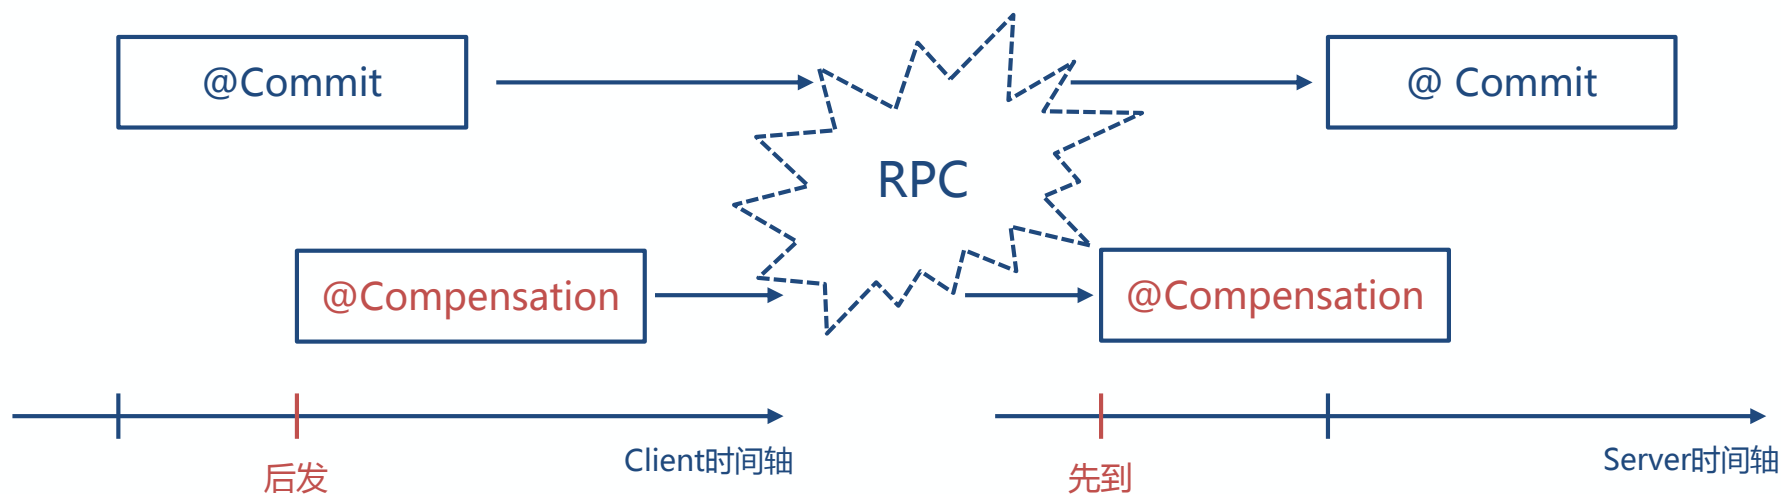 @Commit
@ Commit
RPC
@Compensation
@Compensation
Client时间轴
Server时间轴
后发
先到